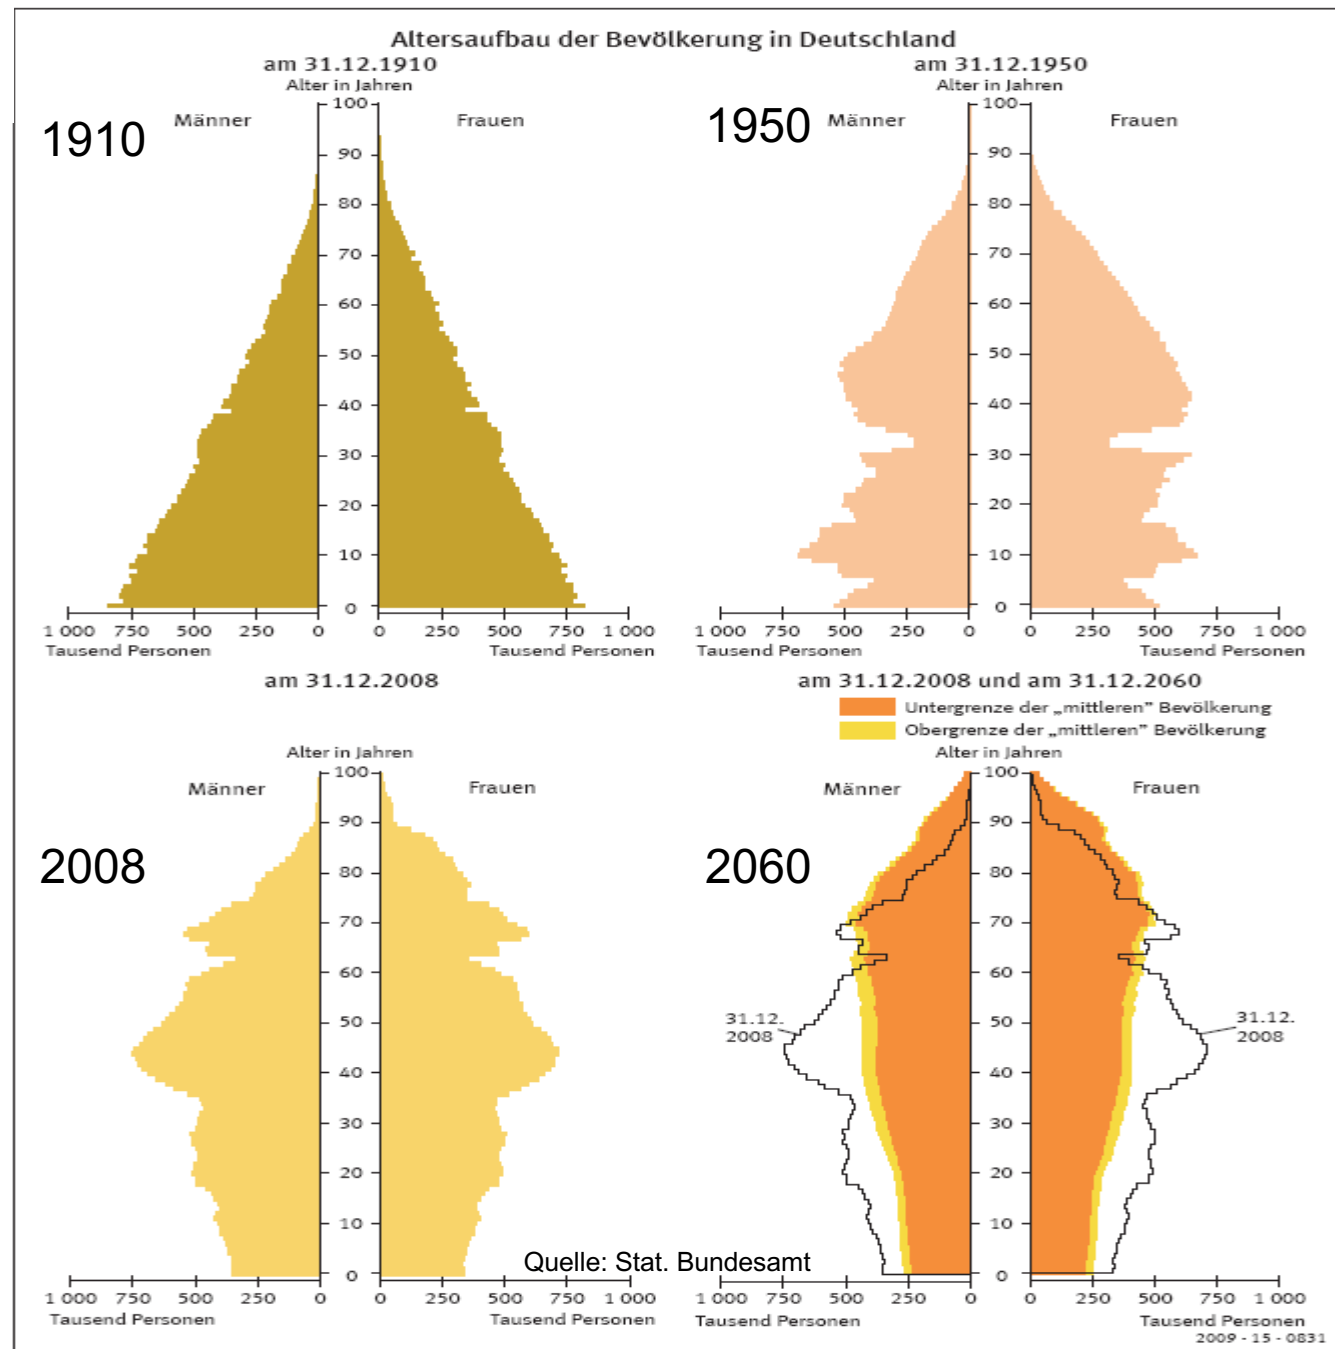 Altersaufbau der Bevölkerung in Deutschland
am 31.12.1910
Alter in Jahren
1910
Männer
Frauen
100
90
80
70
60
50
40
30
20
10
0
1 000 750 500 250 0
0 250 500 750 1 000
Tausend Personen
Tausend Personen
am 31.12.1950
Alter in Jahren
1950
Männer
Frauen
100
90
80
70
60
50
40
30
20
10
0
1 000 750 500 250 0
0 250 500 750 1 000
Tausend Personen
Tausend Personen
am 31.12.2008
Alter in Jahren
Männer
Frauen
2008
100
90
80
70
60
50
40
30
20
10
0
Quelle: Stat. Bundesamt
1 000 750 500 250 0
0 250 500 750 1 000
Tausend Personen
Tausend Personen
am 31.12.2008 und am 31.12.2060
Untergrenze der „mittleren” Bevölkerung
Obergrenze der „mittleren” Bevölkerung
Alter in Jahren
Männer
Frauen
2060
100
90
80
70
60
50
40
30
20
10
0
31.12.
2008
31.12.
2008
1 000 750 500 250 0
0 250 500 750 1 000
Tausend Personen
Tausend Personen
2009 - 15 - 0831